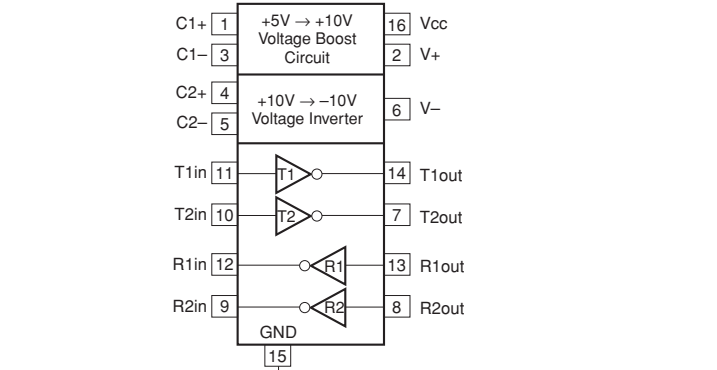 C1+ 1 +5V → +10V 16 Vcc
Voltage Boost
C1– 3 Circuit 2 V+
C2+ 4
+10V → –10V 6 V–
C2– 5 Voltage Inverter
T1in 11 T1 14 T1out
T2in 10 T2 7 T2out
R1in 12 R1 13 R1out
R2in 9 R2 8 R2out
GND
15